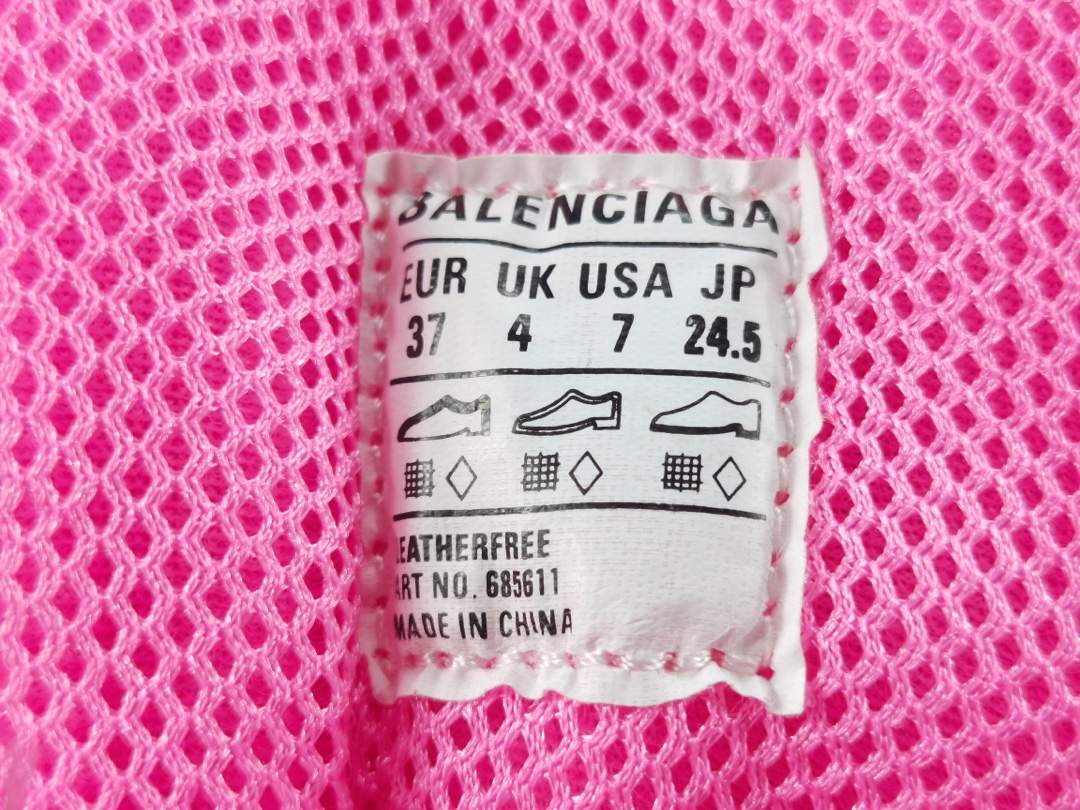 BALENCIAGA
EUR UK USA JP
37 4 7 24.5
LEATHERFREE
ART NO. 685611
MADE IN CHINA